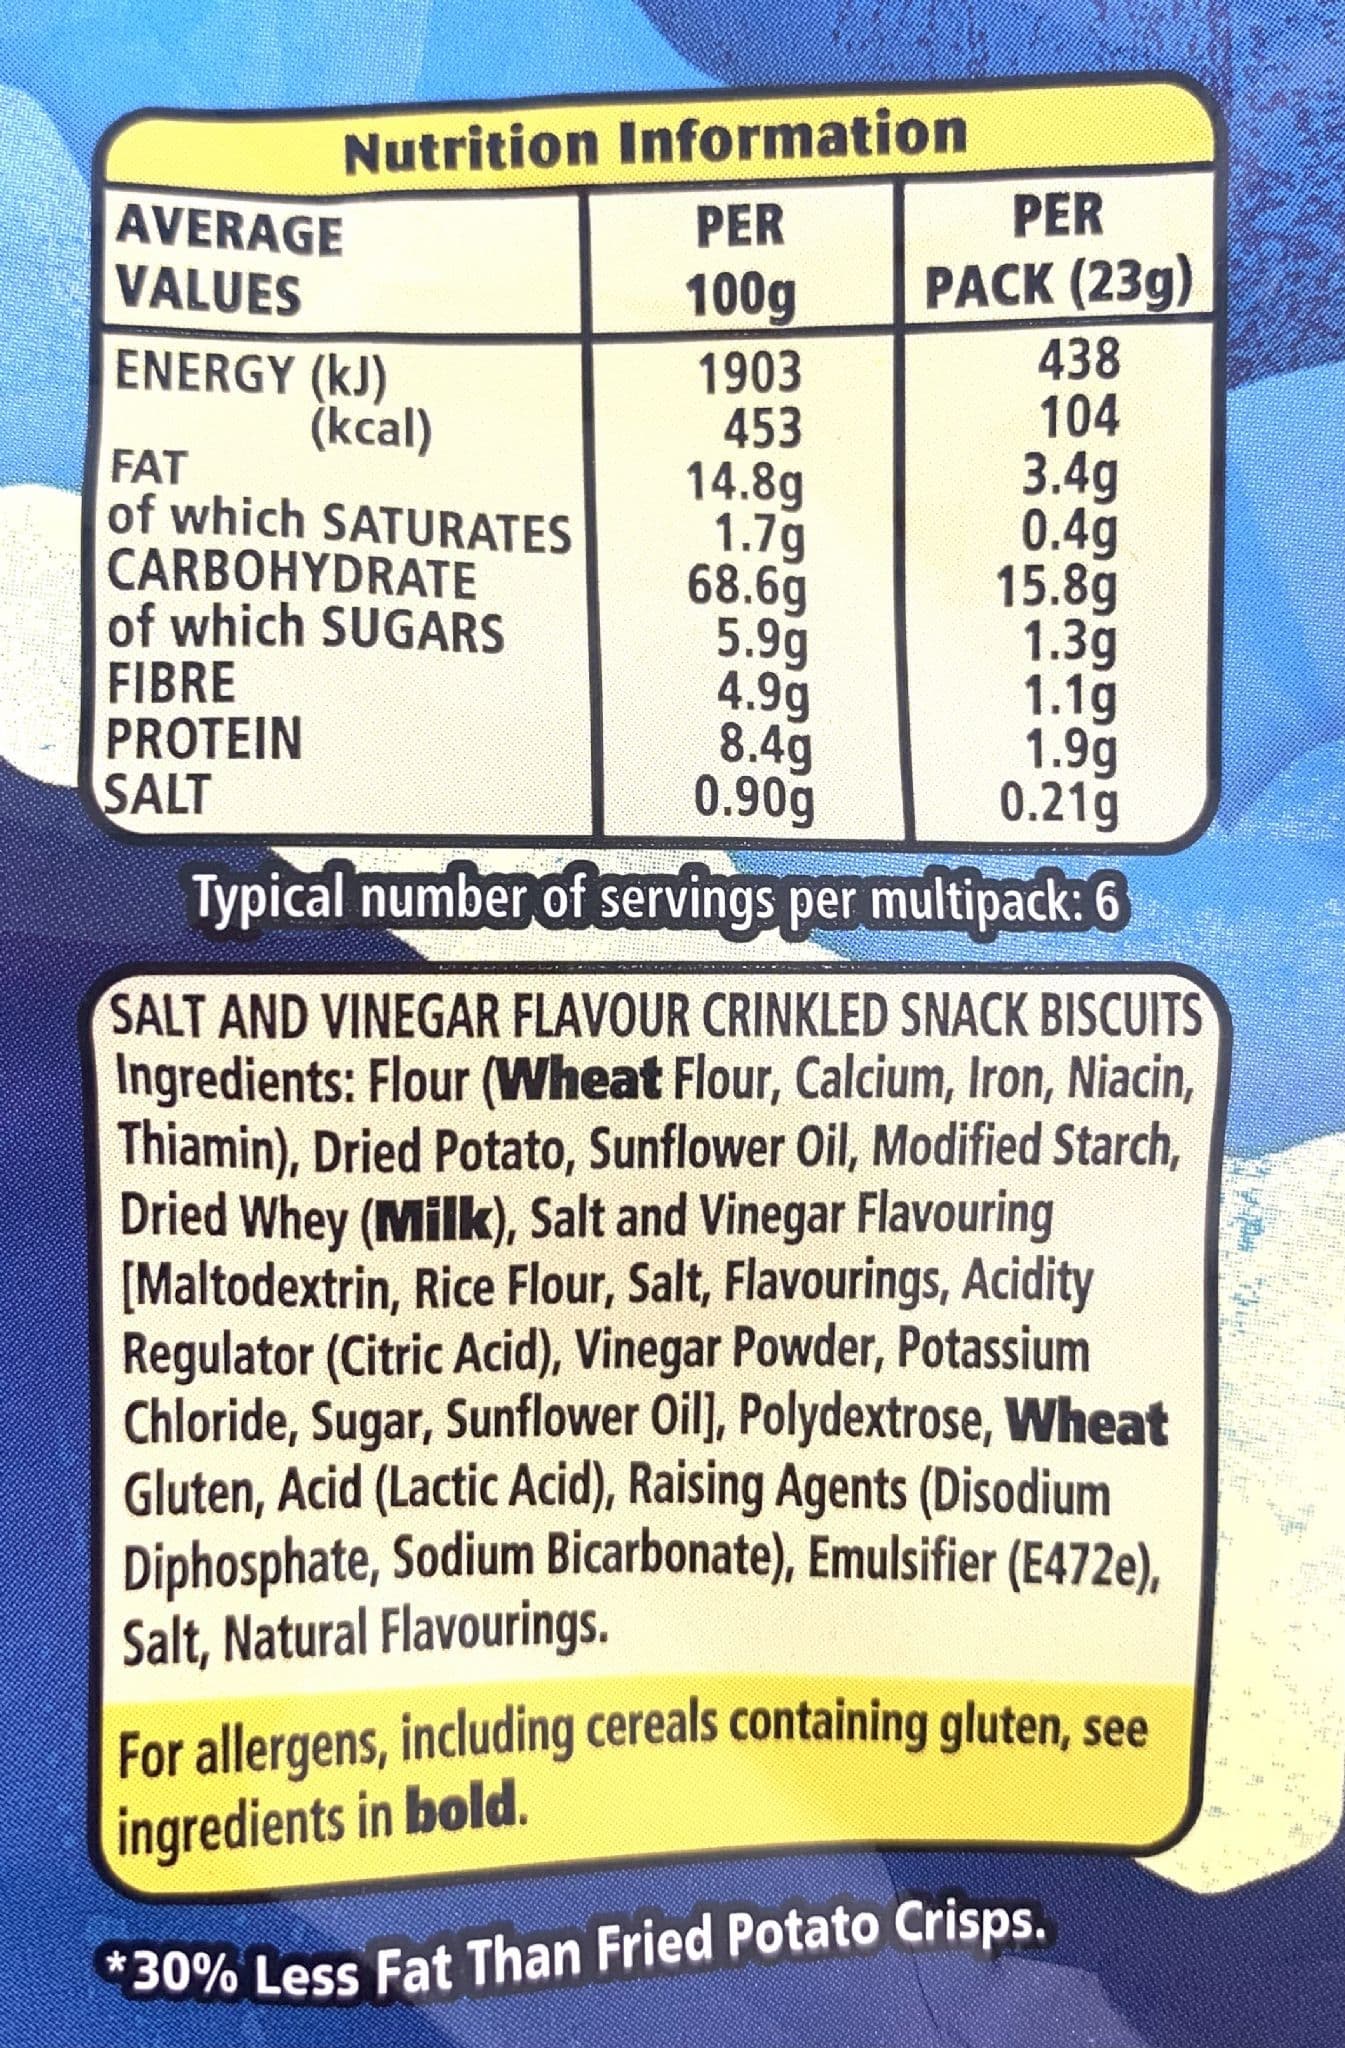 Nutrition Information
AVERAGE VALUES PER 100g PER PACK (23g)
ENERGY (kJ) 1903 438
(kcal) 453 104
FAT 14.8g 3.4g
of which SATURATES 1.7g 0.4g
CARBOHYDRATE 68.6g 15.8g
of which SUGARS 5.9g 1.3g
FIBRE 4.9g 1.1g
PROTEIN 8.4g 1.9g
SALT 0.90g 0.21g
Typical number of servings per multipack: 6
SALT AND VINEGAR FLAVOUR CRINKLED SNACK BISCUITS
Ingredients: Flour (Wheat Flour, Calcium, Iron, Niacin,
Thiamin), Dried Potato, Sunflower Oil, Modified Starch,
Dried Whey (Milk), Salt and Vinegar Flavouring
[Maltodextrin, Rice Flour, Salt, Flavourings, Acidity
Regulator (Citric Acid), Vinegar Powder, Potassium
Chloride, Sugar, Sunflower Oil], Polydextrose, Wheat
Gluten, Acid (Lactic Acid), Raising Agents (Disodium
Diphosphate, Sodium Bicarbonate), Emulsifier (E472e),
Salt, Natural Flavourings.
For allergens, including cereals containing gluten, see
ingredients in bold.
*30% Less Fat Than Fried Potato Crisps.